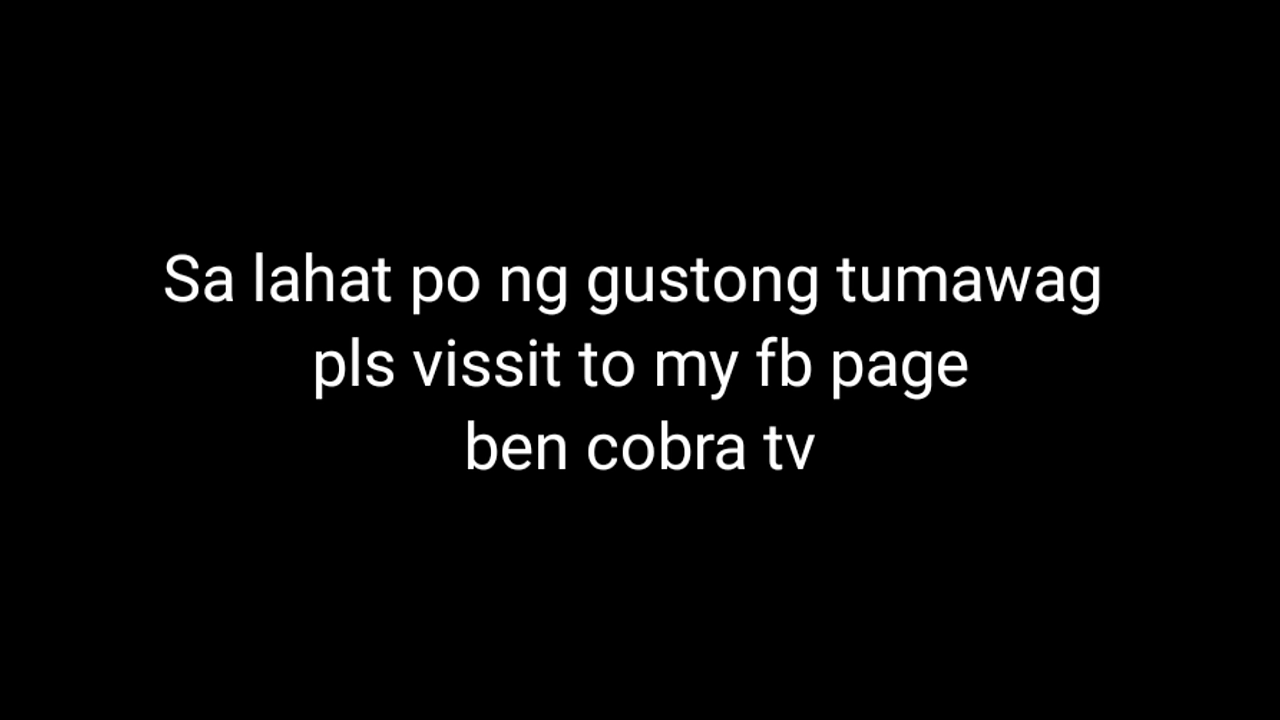 Sa lahat po ng gustong tumawag
pls vissit to my fb page
ben cobra tv